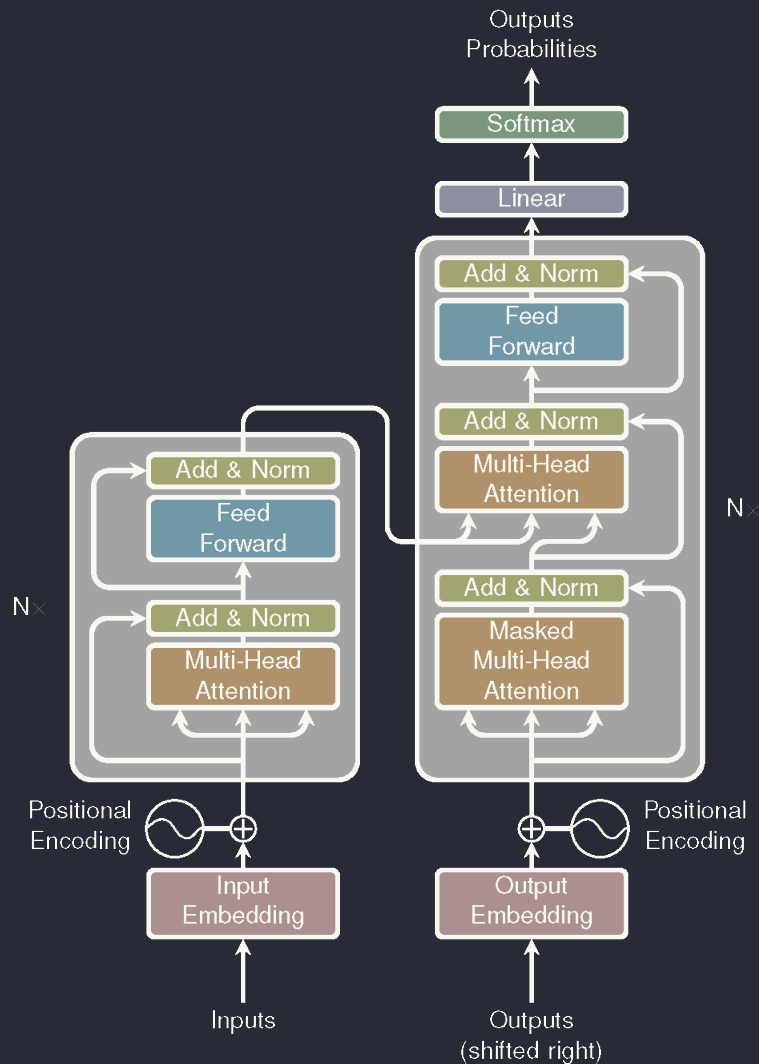 Outputs
Probabilities
Softmax
Linear
Add & Norm
Feed
Forward
Add & Norm
Multi-Head
Attention
N×
Add & Norm
Masked
Multi-Head
Attention
Add & Norm
Feed
Forward
N×
Add & Norm
Multi-Head
Attention
Positional
Encoding
Positional
Encoding
Input
Embedding
Output
Embedding
Inputs
Outputs
(shifted right)